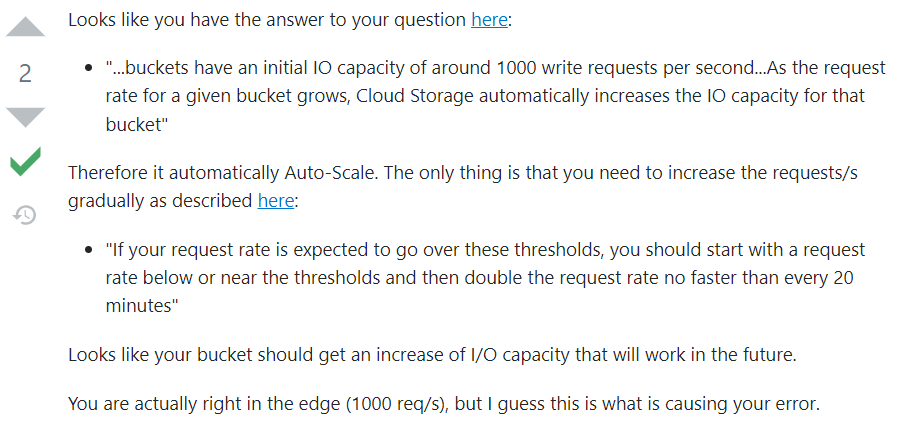 Looks like you have the answer to your question here:
2
• "...buckets have an initial IO capacity of around 1000 write requests per second...As the request
rate for a given bucket grows, Cloud Storage automatically increases the IO capacity for that
bucket"
Therefore it automatically Auto-Scale. The only thing is that you need to increase the requests/s
gradually as described here:
• "If your request rate is expected to go over these thresholds, you should start with a request
rate below or near the thresholds and then double the request rate no faster than every 20
minutes"
Looks like your bucket should get an increase of I/O capacity that will work in the future.
You are actually right in the edge (1000 req/s), but I guess this is what is causing your error.